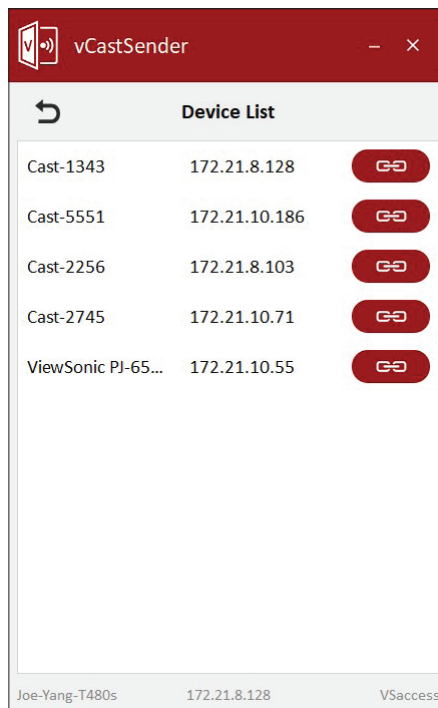 V vCastSender
Device List
Cast-1343 172.21.8.128
Cast-5551 172.21.10.186
Cast-2256 172.21.8.103
Cast-2745 172.21.10.71
ViewSonic PJ-65... 172.21.10.55
Joe-Yang-T480s 172.21.8.128 VSaccess